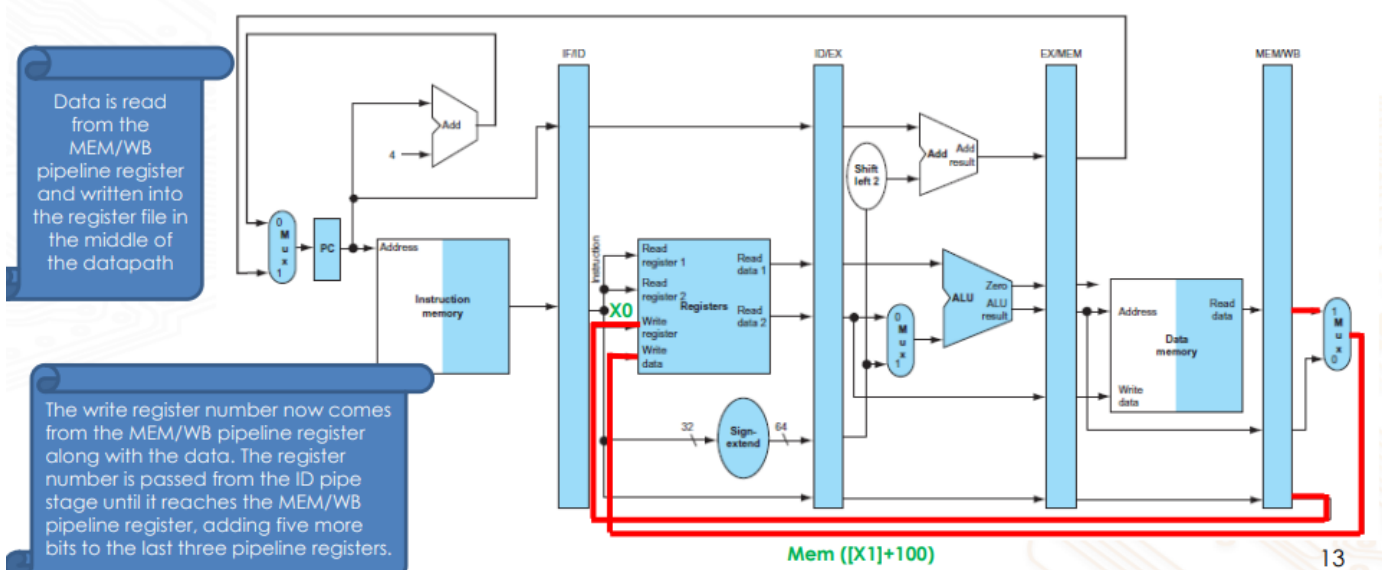 Data is read
from the
MEM/WB
pipeline register
and written into
the register file in
the middle of
the datapath
The write register number now comes
from the MEM/WB pipeline register
along with the data. The register
number is passed from the ID pipe
stage until it reaches the MEM/WB
pipeline register, adding five more
bits to the last three pipeline registers.
IF/ID
ID/EX
EX/MEM
MEM/WB
Add
4
0
M
u
x
1
PC
Address
Instruction
memory
Instruction
X0
Read
register 1
Read
register 2
Write
register
Write
data
Registers
Read
data 1
Read
data 2
32
Sign-
extend
64
Shift
left 2
Add
Add
result
0
M
u
x
1
ALU
Zero
ALU
result
Address
Write
data
Data
memory
Read
data
1
M
u
x
0
Mem ([X1]+100)
13